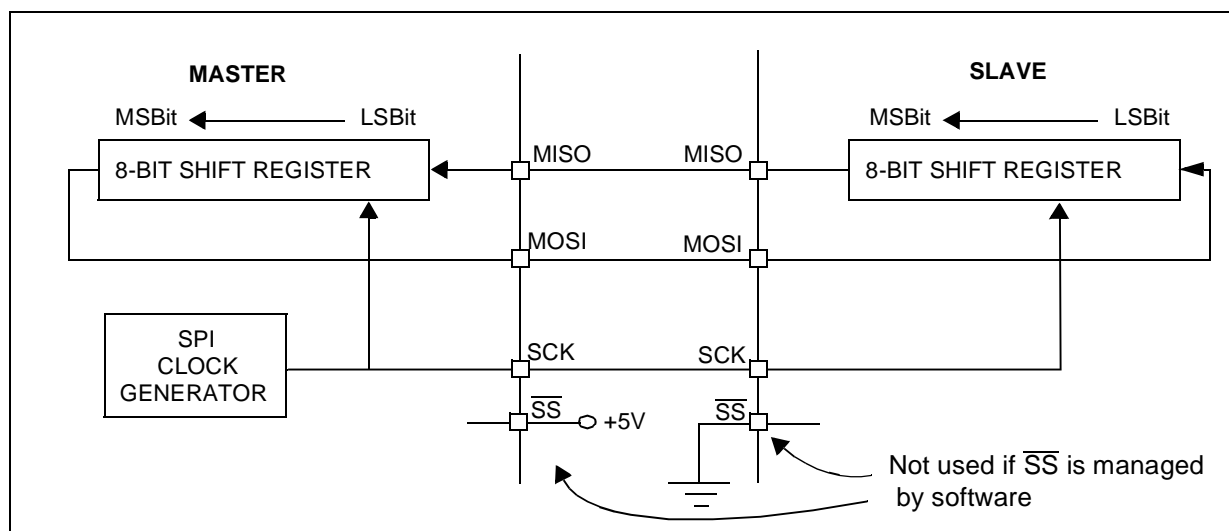 MASTER
SLAVE
MSBit
LSBit
MSBit
LSBit
8-BIT SHIFT REGISTER
MISO
MISO
8-BIT SHIFT REGISTER
MOSI
MOSI
SPI
CLOCK
GENERATOR
SCK
SCK
SS
+5V
SS
Not used if SS is managed
by software